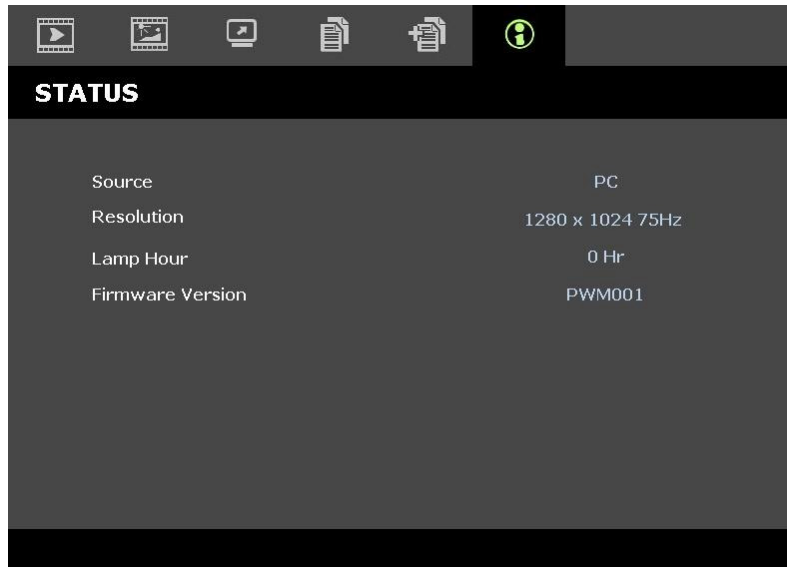 STATUS
Source PC
Resolution 1280 x 1024 75Hz
Lamp Hour 0 Hr
Firmware Version PWM001